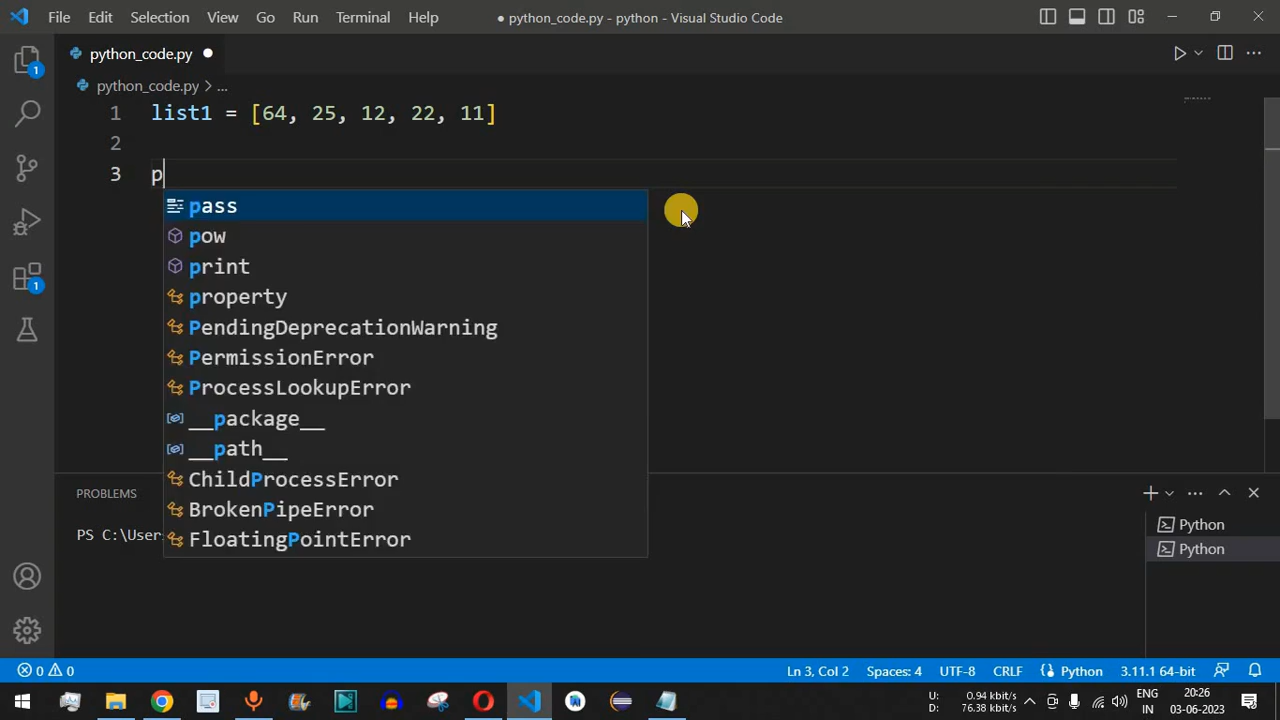 File Edit Selection View Go Run Terminal Help
● python_code.py - python - Visual Studio Code
python_code.py ●
python_code.py > ...
1 list1 = [64, 25, 12, 22, 11]
2
3 p
pass
pow
print
property
PendingDeprecationWarning
PermissionError
ProcessLookupError
__package__
__path__
ChildProcessError
BrokenPipeError
FloatingPointError
1
1
PROBLEMS
PS C:\User
Python
Python
0 0
Ln 3, Col 2 Spaces: 4 UTF-8 CRLF Python 3.11.1 64-bit
U: 0.94 kbit/s
D: 76.38 kbit/s
ENG
IN
20:26
03-06-2023